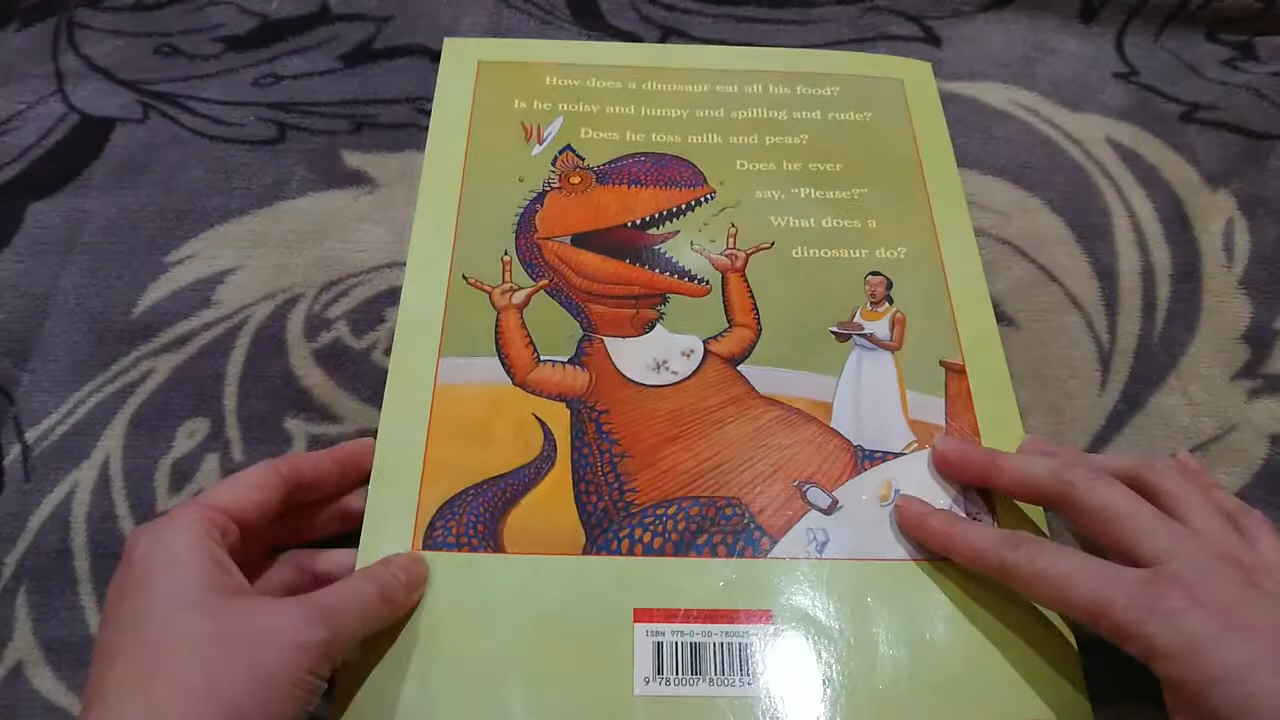 How does a dinosaur eat all his food?
Is he noisy and jumpy and spilling and rude?
Does he toss milk and peas?
Does he ever
say, “Please?”
What does a
dinosaur do?
ISBN 978-0-00-780025-
9 780007 80025